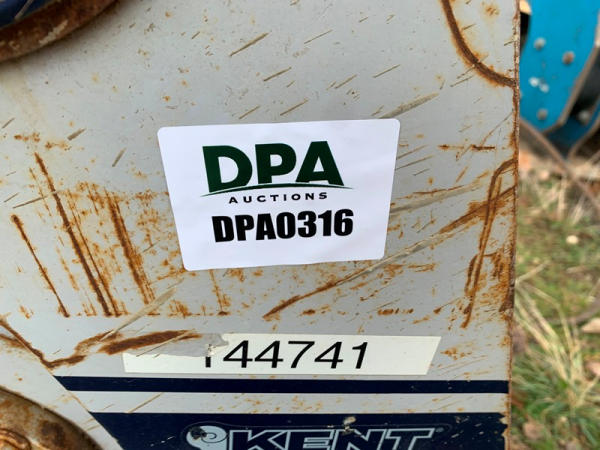 DPA
AUCTIONS
DPA0316
144741
KENT®